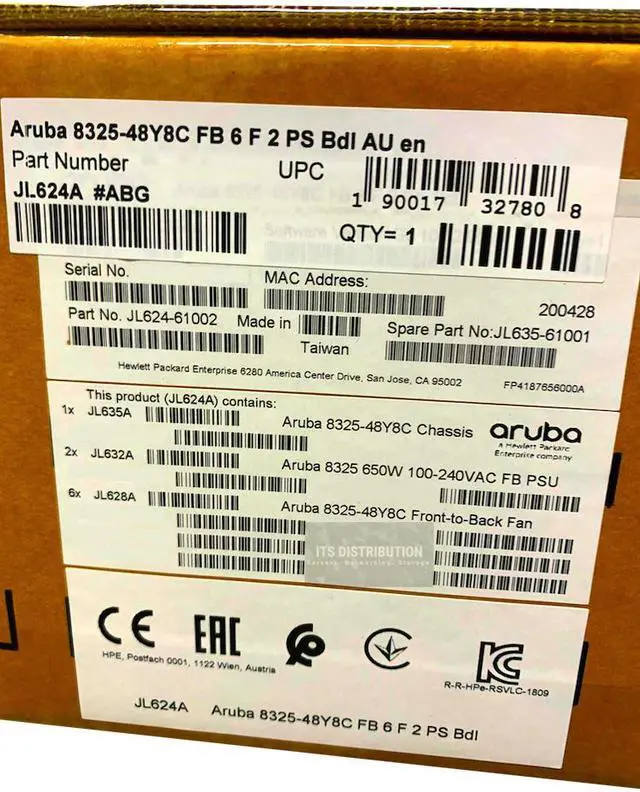 Aruba 8325-48Y8C FB 6 F 2 PS Bdl AU en
Part Number
UPC
JL624A #ABG
1 90017 32780 8
QTY= 1
Serial No.
MAC Address:
200428
Part No. JL624-61002
Made in
Taiwan
Spare Part No:JL635-61001
Hewlett Packard Enterprise 6280 America Center Drive, San Jose, CA 95002
FP4187656000A
This product (JL624A) contains:
1x JL635A
Aruba 8325-48Y8C Chassis
aruba
A Hewlett Packard
Enterprise company
2x JL632A
Aruba 8325 650W 100-240VAC FB PSU
6x JL628A
Aruba 8325-48Y8C Front-to-Back Fan
ITS DISTRIBUTION
Servers, Networking, Storage
CE EAC
HPE, Postfach 0001, 1122 Wien, Austria
R-R-HPe-RSVLC-1809
JL624A Aruba 8325-48Y8C FB 6 F 2 PS Bdl